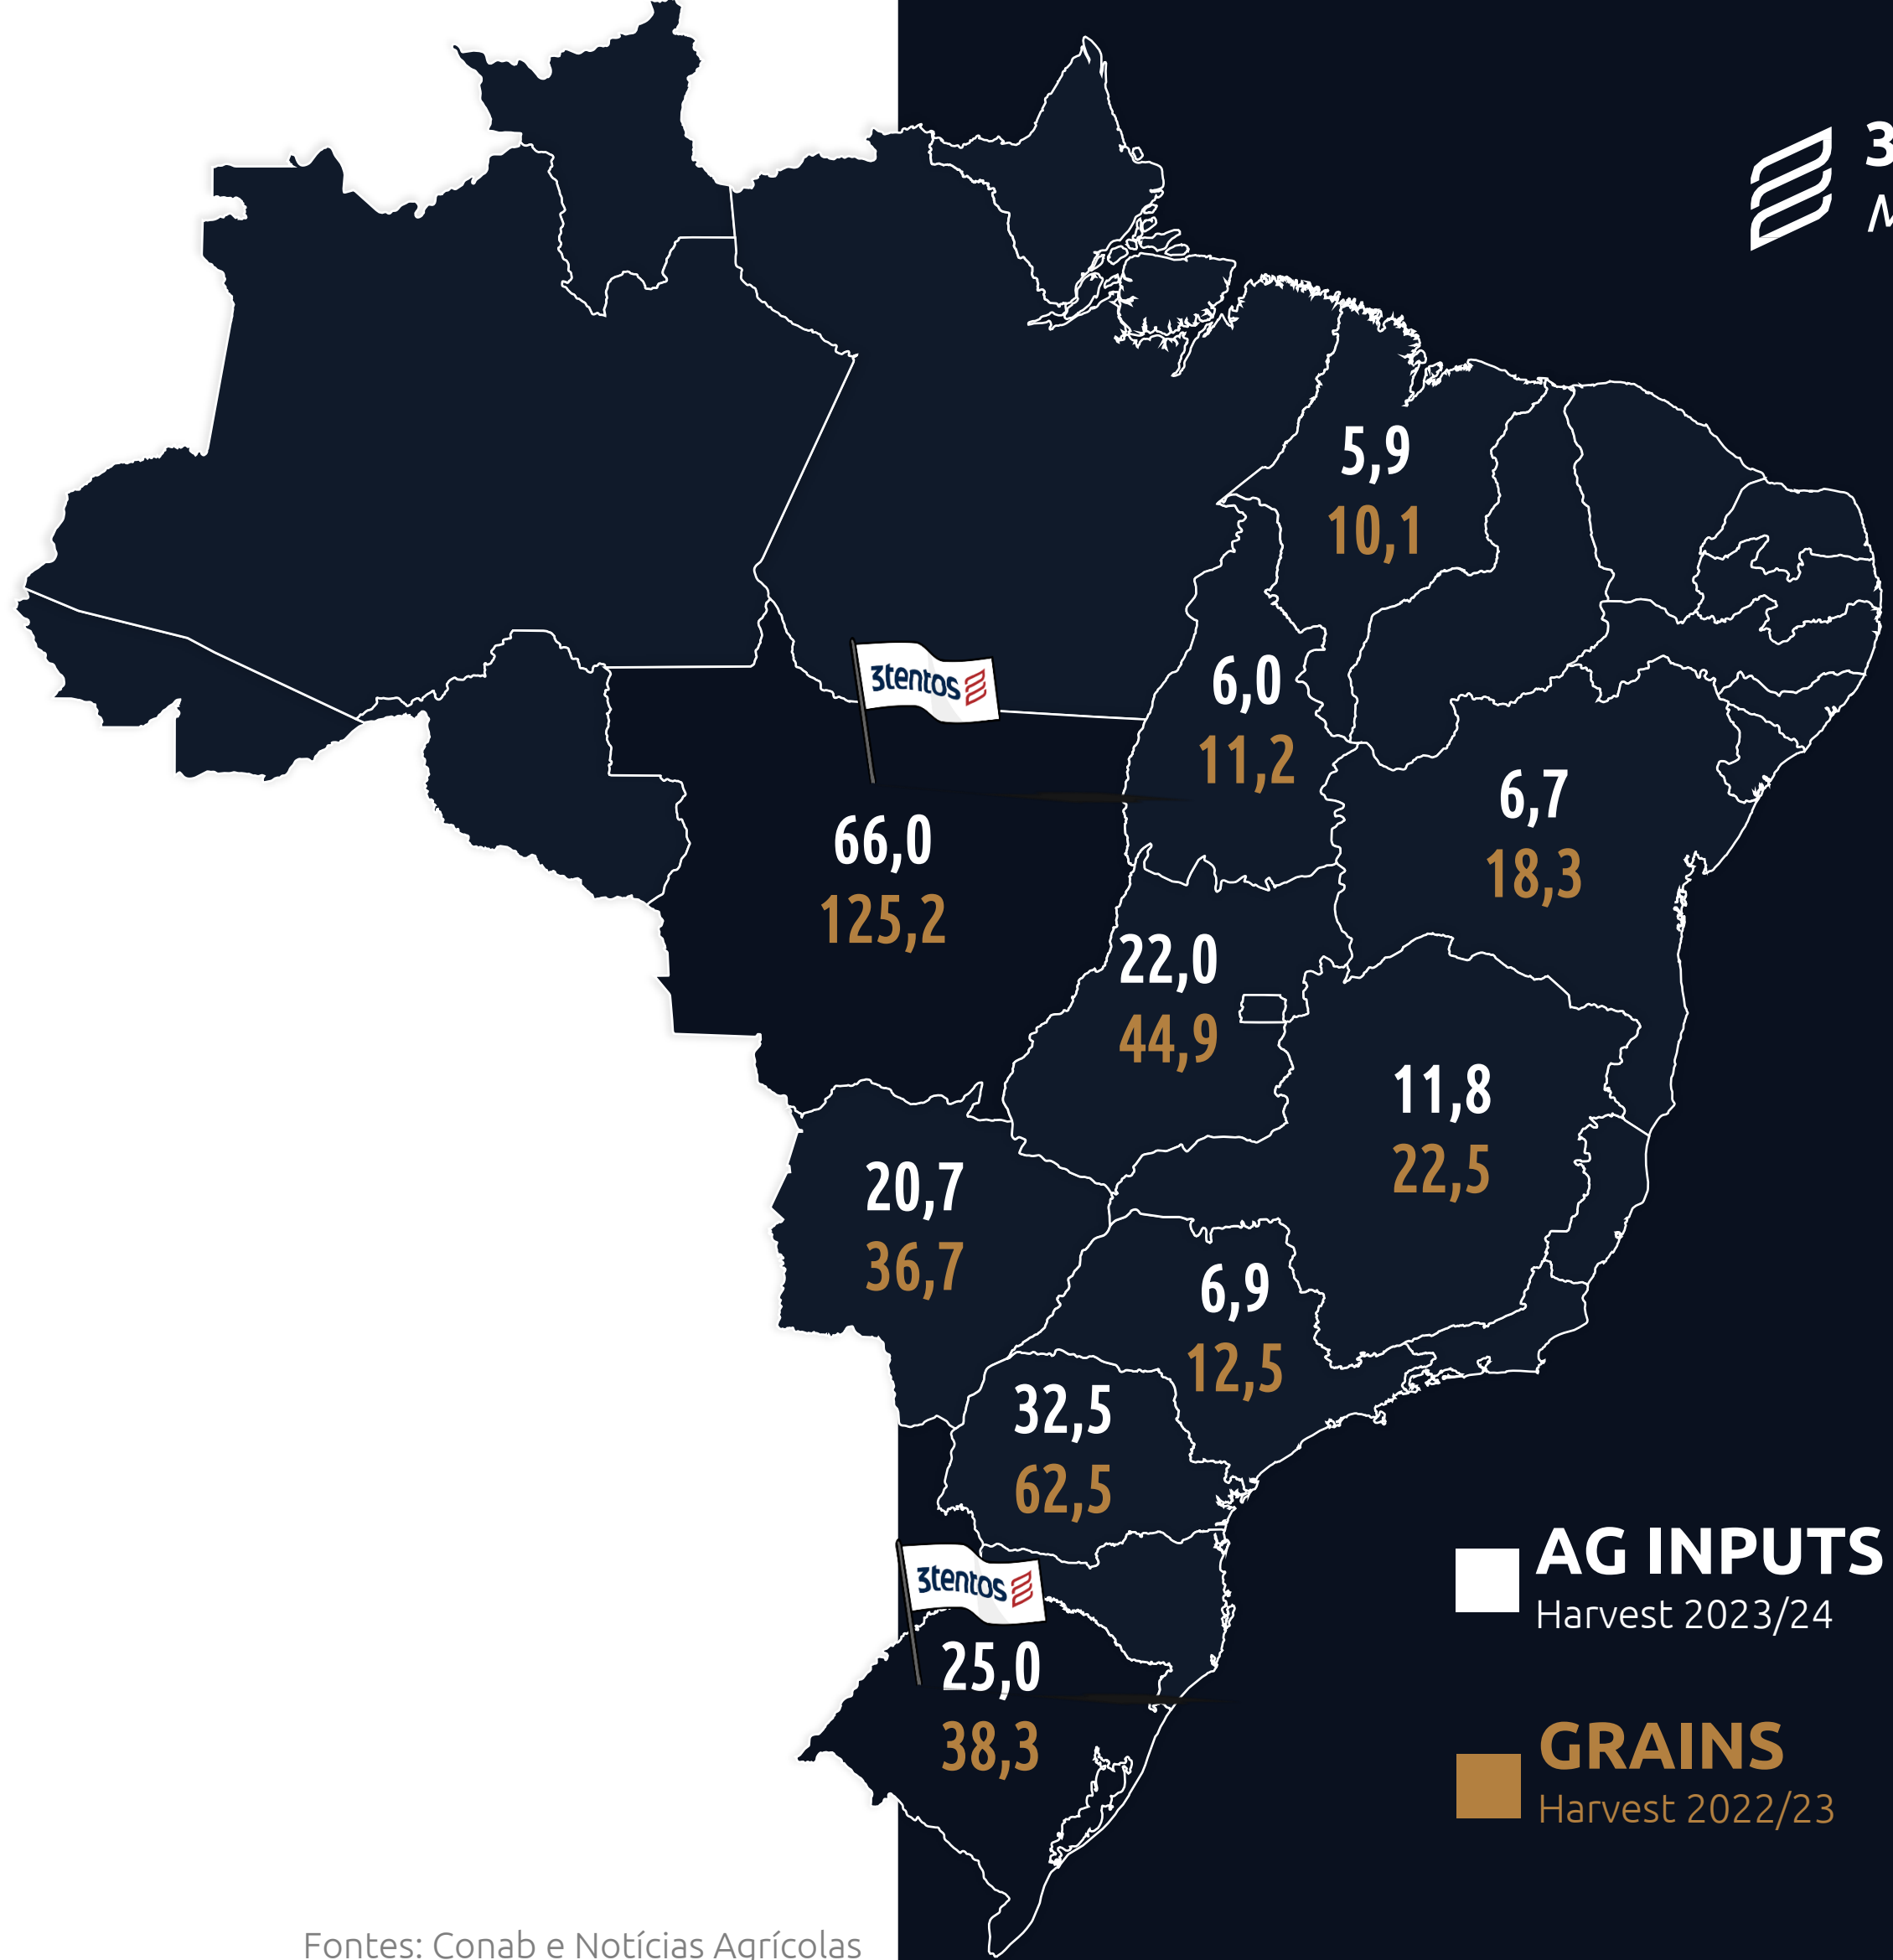 5,9
10,1
3tentos
6,0
11,2
6,7
18,3
66,0
125,2
22,0
44,9
11,8
22,5
20,7
36,7
6,9
12,5
32,5
62,5
3tentos
25,0
38,3
AG INPUTS
Harvest 2023/24
GRAINS
Harvest 2022/23
Fontes: Conab e Notícias Agrícolas